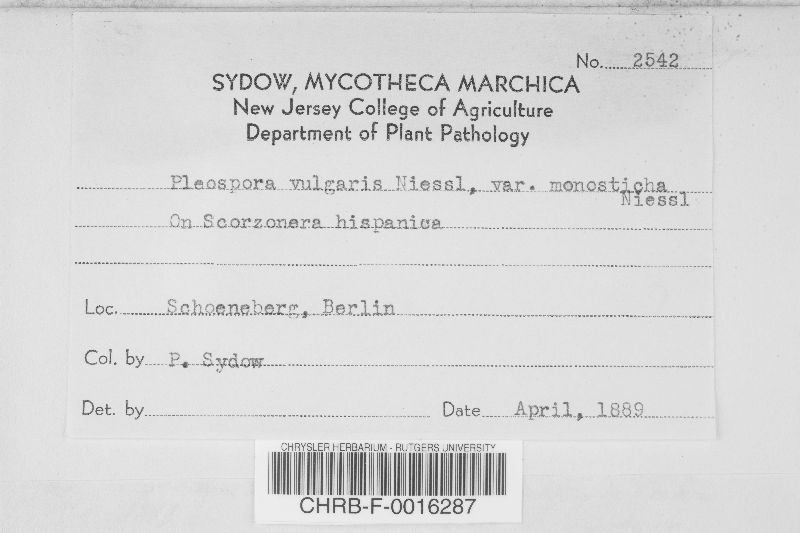 No. 2542
SYDOW, MYCOTHECA MARCHICA
New Jersey College of Agriculture
Department of Plant Pathology
Pleospora vulgaris Niessl, var. monosticha
Niessl
On Scorzonera hispanica
Loc. Schoeneberg, Berlin
Col. by P. Sydow
Det. by Date April, 1889
CHRYSLER HERBARIUM - RUTGERS UNIVERSITY
CHRB-F-0016287